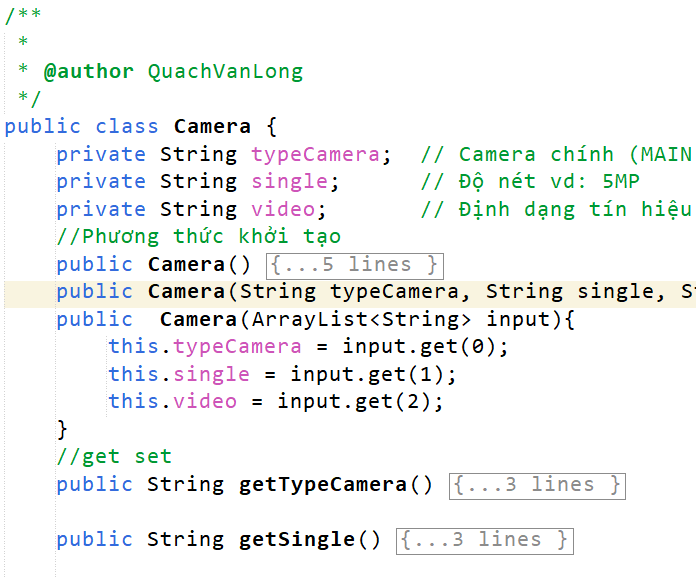 /**
 *
 * @author QuachVanLong
 */
public class Camera {
    private String typeCamera;  // Camera chính (MAIN
    private String single;      // Độ nét vd: 5MP
    private String video;       // Định dạng tín hiệu
    //Phương thức khởi tạo
    public Camera() {...5 lines }
    public Camera(String typeCamera, String single, St
    public  Camera(ArrayList<String> input){
        this.typeCamera = input.get(0);
        this.single = input.get(1);
        this.video = input.get(2);
    }
    //get set
    public String getTypeCamera() {...3 lines }
    public String getSingle() {...3 lines }